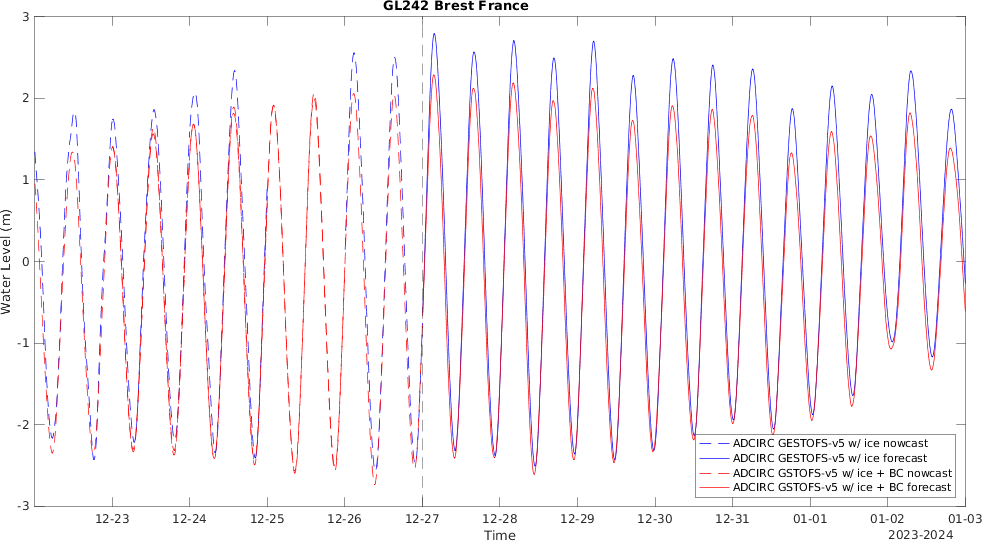 GL242 Brest France
3
2
1
0
-1
-2
-3
Water Level (m)
ADCIRC GESTOFS-v5 w/ ice nowcast
ADCIRC GESTOFS-v5 w/ ice forecast
ADCIRC GSTOFS-v5 w/ ice + BC nowcast
ADCIRC GSTOFS-v5 w/ ice + BC forecast
12-23 12-24 12-25 12-26 12-27 12-28 12-29 12-30 12-31 01-01 01-02 01-03
Time
2023-2024